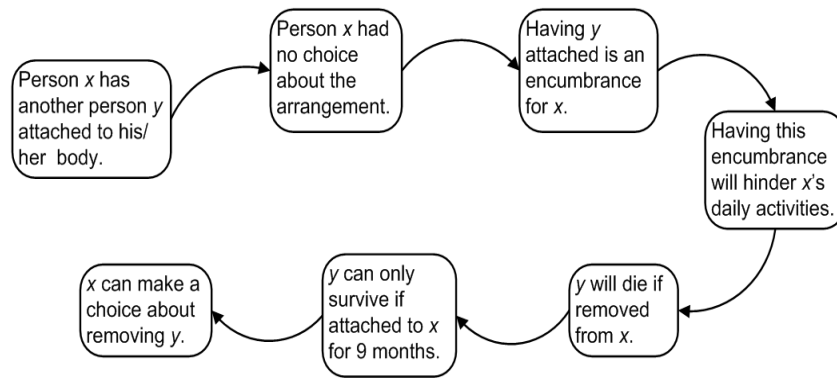 Person x has
another person y
attached to his/
her body.
Person x had
no choice
about the
arrangement.
Having y
attached is an
encumbrance
for x.
Having this
encumbrance
will hinder x's
daily activities.
y will die if
removed
from x.
y can only
survive if
attached to x
for 9 months.
x can make a
choice about
removing y.